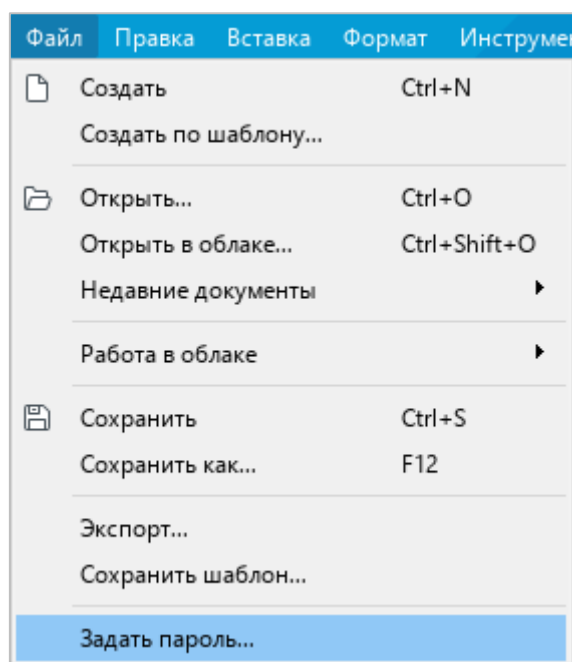 Файл Правка Вставка Формат Инструме
Создать Ctrl+N
Создать по шаблону...
Открыть... Ctrl+O
Открыть в облаке... Ctrl+Shift+O
Недавние документы
Работа в облаке
Сохранить Ctrl+S
Сохранить как... F12
Экспорт...
Сохранить шаблон...
Задать пароль...